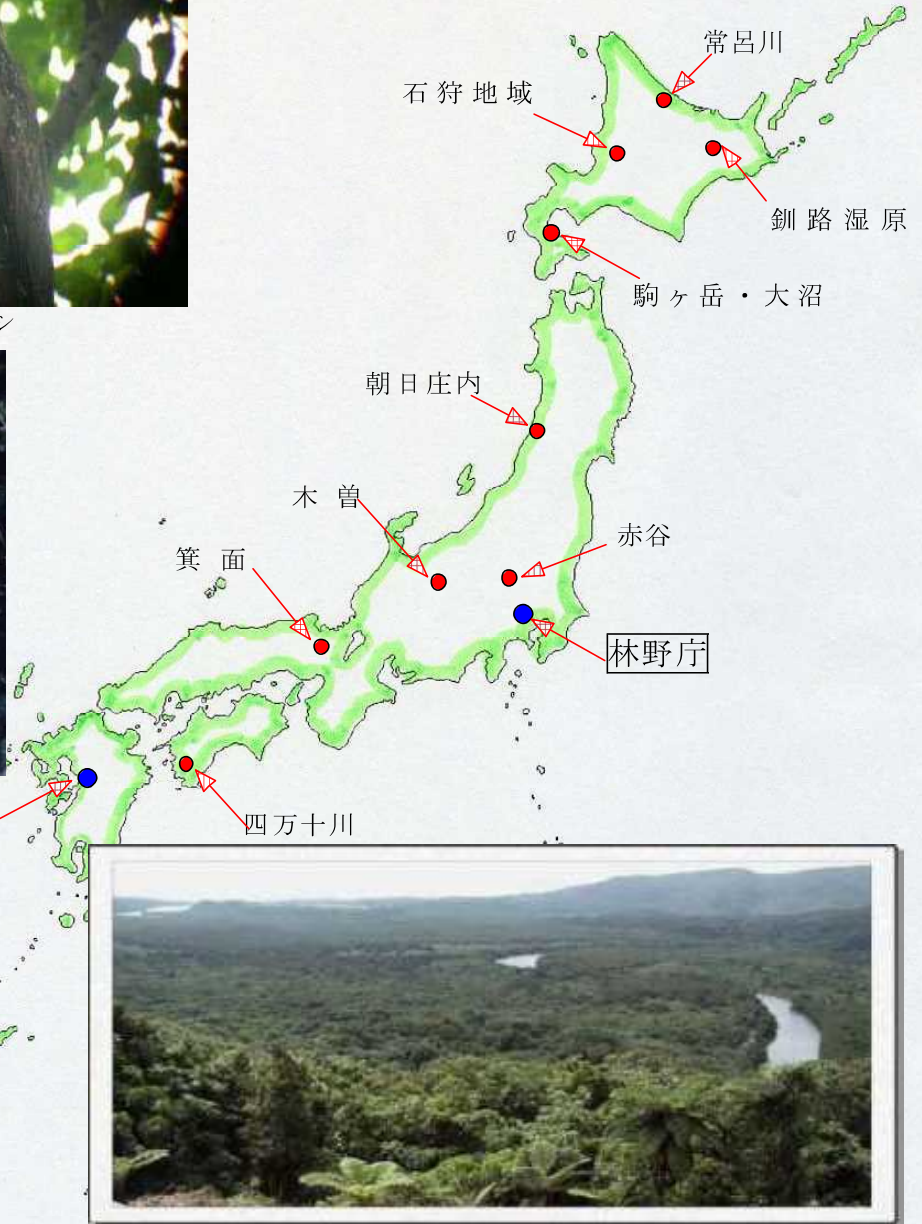 常呂川
石狩地域
釧路湿原
駒ヶ岳・大沼
朝日庄内
木曽
赤谷
箕面
林野庁
四万十川
ン